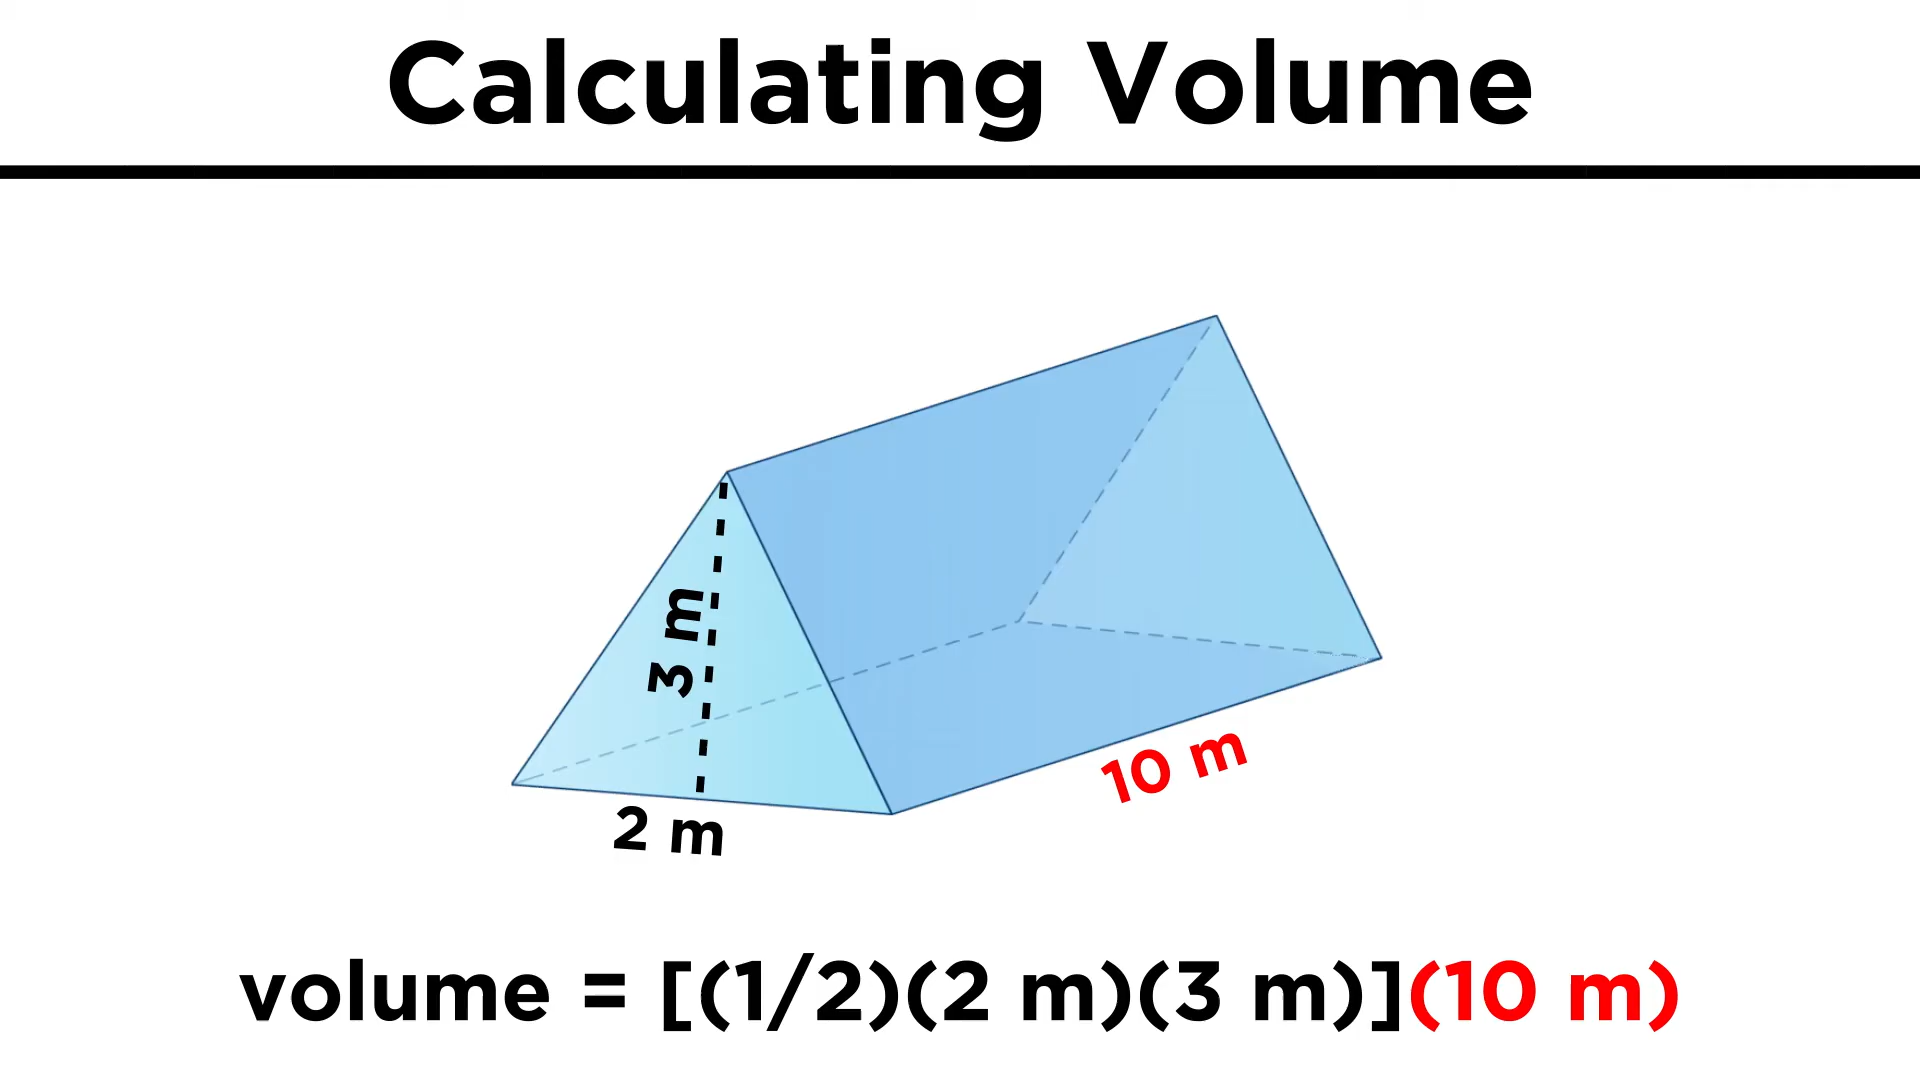 Calculating Volume
3 m
2 m
10 m
volume = [(1/2)(2 m)(3 m)](10 m)